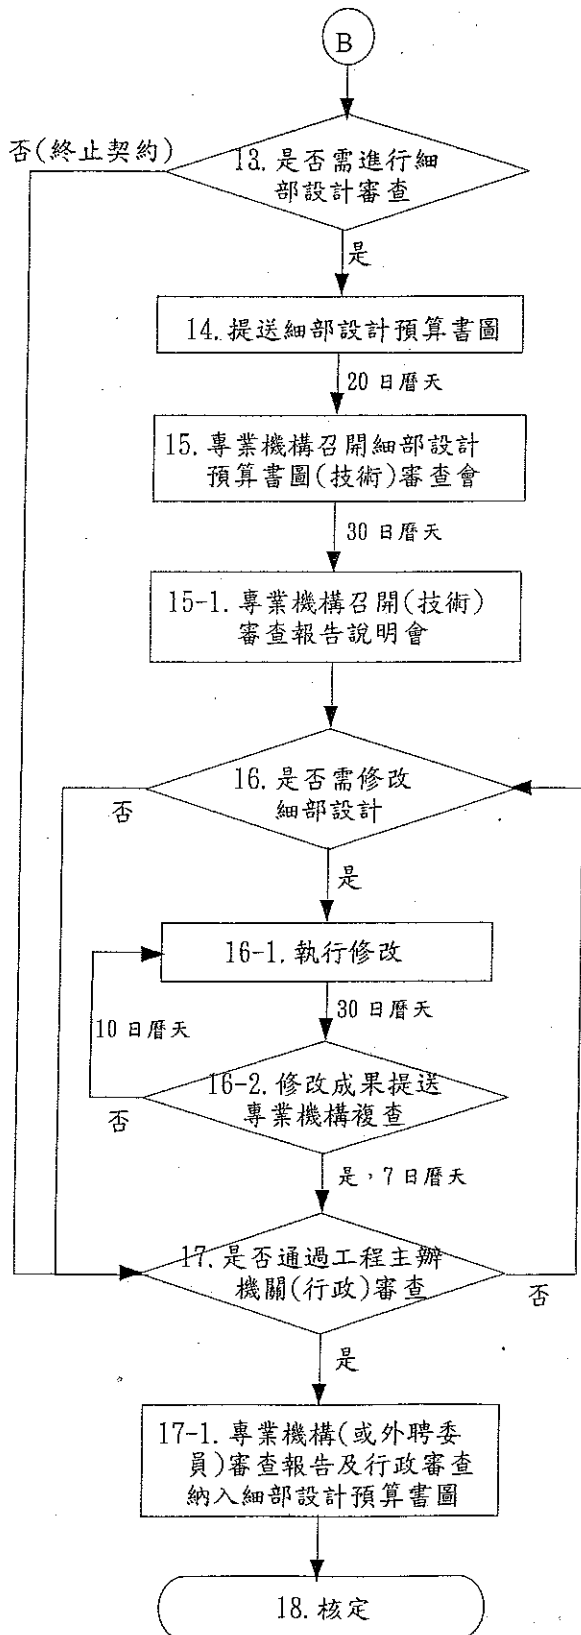 B
否(終止契約)
13.是否需進行細
部設計審查
是
14.提送細部設計預算書圖
20日曆天
15.專業機構召開細部設計
預算書圖(技術)審查會
30日曆天
15-1.專業機構召開(技術)
審查報告說明會
16.是否需修改
細部設計
否
是
16-1.執行修改
10日曆天
30日曆天
16-2.修改成果提送
專業機構複查
否
是，7日曆天
17.是否通過工程主辦
機關(行政)審查
否
是
17-1.專業機構(或外聘委
員)審查報告及行政審查
納入細部設計預算書圖
18.核定